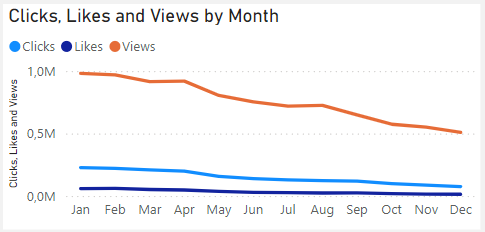 Clicks, Likes and Views by Month
Clicks Likes Views
Clicks, Likes and Views
1,0M
0,5M
0,0M
Jan Feb Mar Apr May Jun Jul Aug Sep Oct Nov Dec